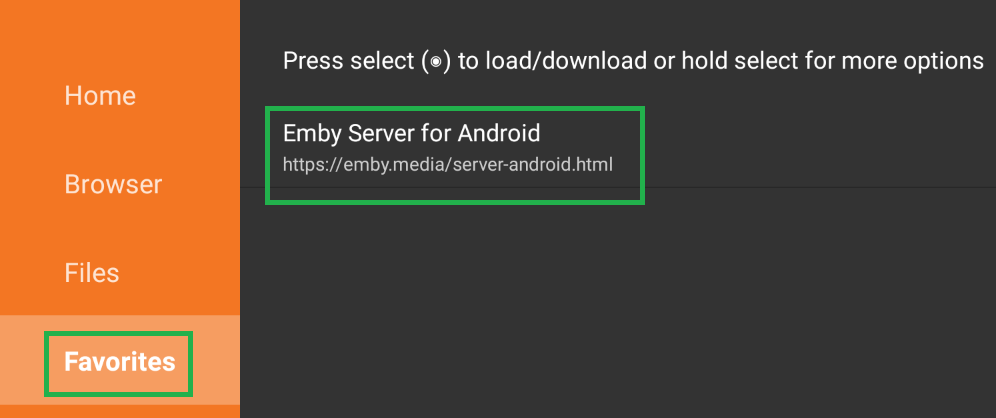 Home
Browser
Files
Favorites
Press select (◉) to load/download or hold select for more options
Emby Server for Android
https://emby.media/server-android.html